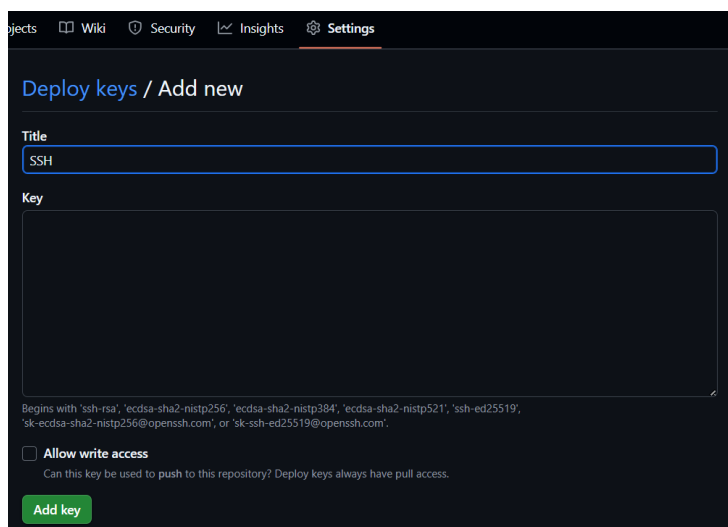 ojects Wiki Security Insights Settings
Deploy keys / Add new
Title
SSH
Key
Begins with 'ssh-rsa', 'ecdsa-sha2-nistp256', 'ecdsa-sha2-nistp384', 'ecdsa-sha2-nistp521', 'ssh-ed25519',
'sk-ecdsa-sha2-nistp256@openssh.com', or 'sk-ssh-ed25519@openssh.com'.
Allow write access
Can this key be used to push to this repository? Deploy keys always have pull access.
Add key